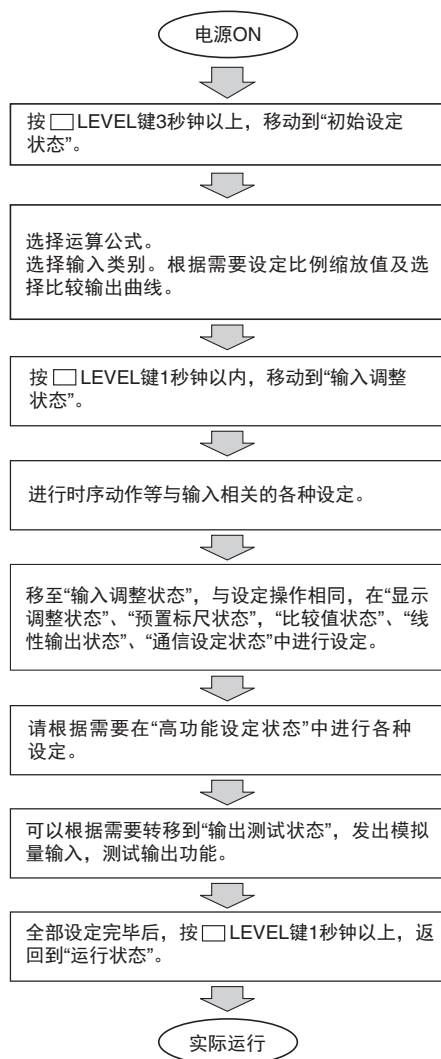 电源ON
按□LEVEL键3秒钟以上，移动到“初始设定
状态”。
选择运算公式。
选择输入类别。根据需要设定比例缩放值及选
择比较输出曲线。
按□LEVEL键1秒钟以内，移动到“输入调整
状态”。
进行时序动作等与输入相关的各种设定。
移至“输入调整状态”，与设定操作相同，在“显示
调整状态”、“预置标尺状态”，“比较值状态”、“线
性输出状态”、“通信设定状态”中进行设定。
请根据需要在“高功能设定状态”中进行各种
设定。
可以根据需要转移到“输出测试状态”，发出模拟
量输入，测试输出功能。
全部设定完毕后，按□LEVEL键1秒钟以上，返
回到“运行状态”。
实际运行